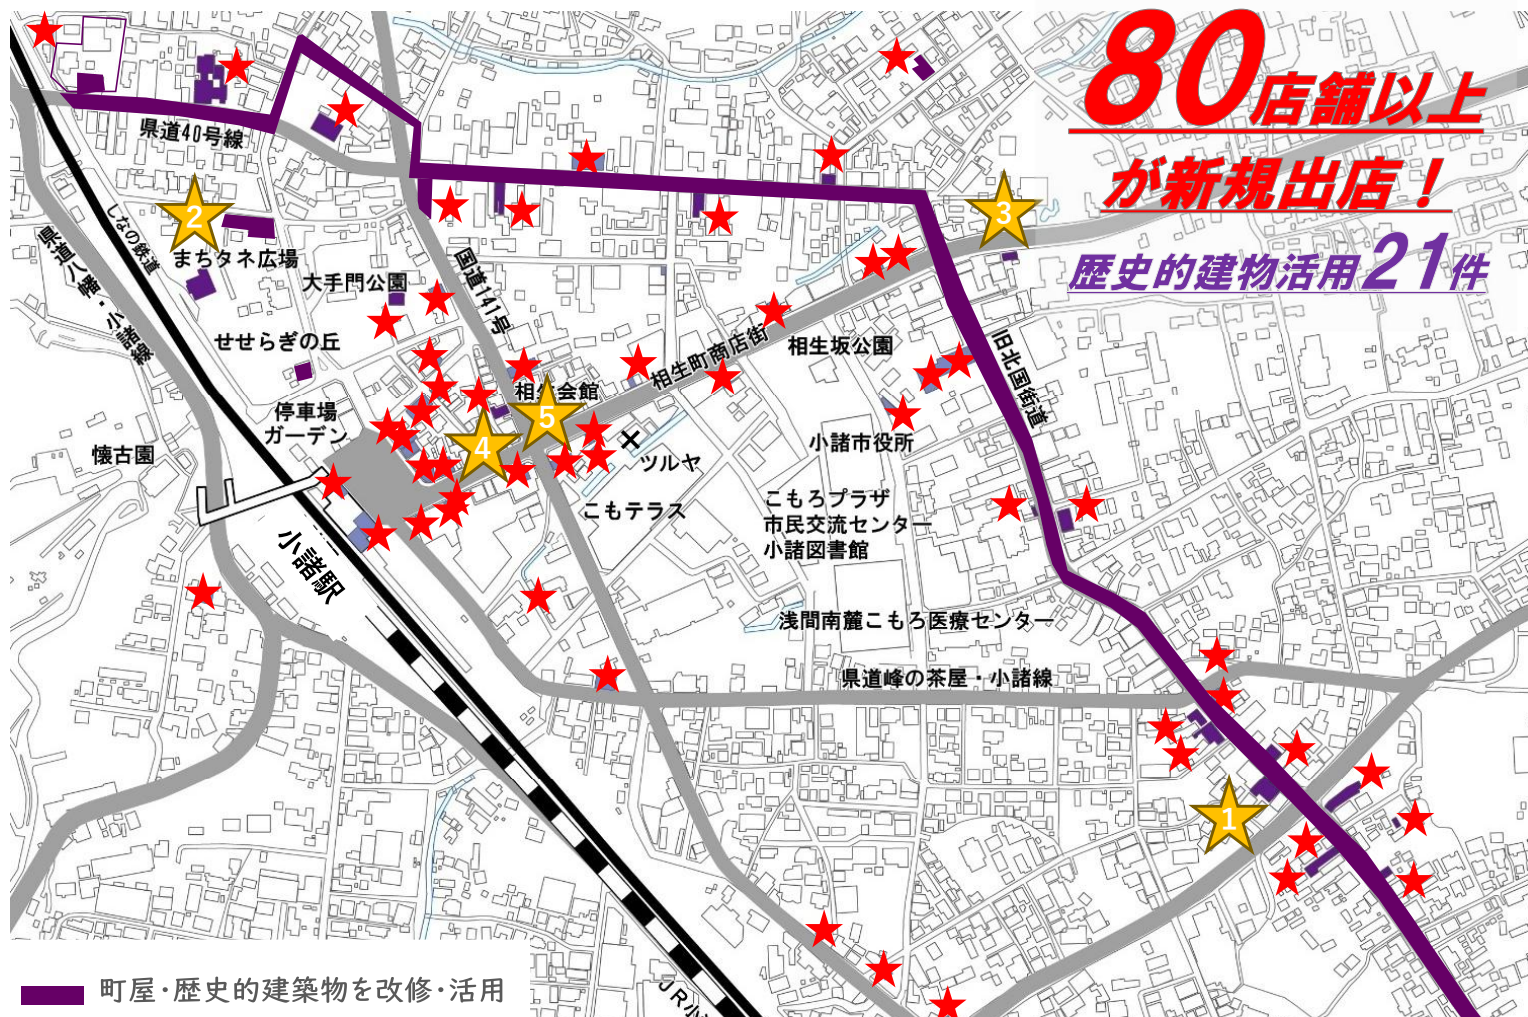 80店舗以上
が新規出店！
歴史的建物活用21件
県道40号線
2
3
しなの鉄道
まちタネ広場
県道八幡・小諸線
大手門公園
国道141号
せせらぎの丘
相生坂公園
相生町商店街
旧北国街道
停車場
ガーデン
懐古園
4
5
ツルヤ
小諸市役所
こもテラス
こもろプラザ
市民交流センター
小諸図書館
小諸駅
浅間南麓こもろ医療センター
県道峰の茶屋・小諸線
1
町屋・歴史的建築物を改修・活用